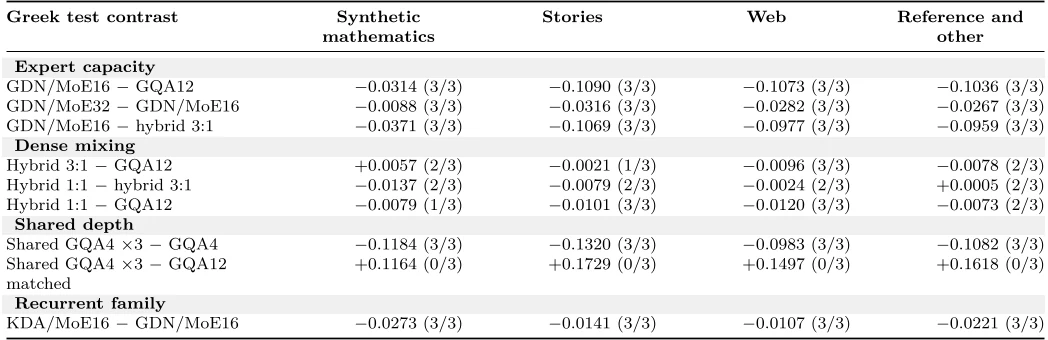 Greek test contrast Synthetic mathematics Stories Web Reference and other
Expert capacity
GDN/MoE16 − GQA12 −0.0314 (3/3) −0.1090 (3/3) −0.1073 (3/3) −0.1036 (3/3)
GDN/MoE32 − GDN/MoE16 −0.0088 (3/3) −0.0316 (3/3) −0.0282 (3/3) −0.0267 (3/3)
GDN/MoE16 − hybrid 3:1 −0.0371 (3/3) −0.1069 (3/3) −0.0977 (3/3) −0.0959 (3/3)
Dense mixing
Hybrid 3:1 − GQA12 +0.0057 (2/3) −0.0021 (1/3) −0.0096 (3/3) −0.0078 (2/3)
Hybrid 1:1 − hybrid 3:1 −0.0137 (2/3) −0.0079 (2/3) −0.0024 (2/3) +0.0005 (2/3)
Hybrid 1:1 − GQA12 −0.0079 (1/3) −0.0101 (3/3) −0.0120 (3/3) −0.0073 (2/3)
Shared depth
Shared GQA4 ×3 − GQA4 −0.1184 (3/3) −0.1320 (3/3) −0.0983 (3/3) −0.1082 (3/3)
Shared GQA4 ×3 − GQA12 +0.1164 (0/3) +0.1729 (0/3) +0.1497 (0/3) +0.1618 (0/3)
matched
Recurrent family
KDA/MoE16 − GDN/MoE16 −0.0273 (3/3) −0.0141 (3/3) −0.0107 (3/3) −0.0221 (3/3)